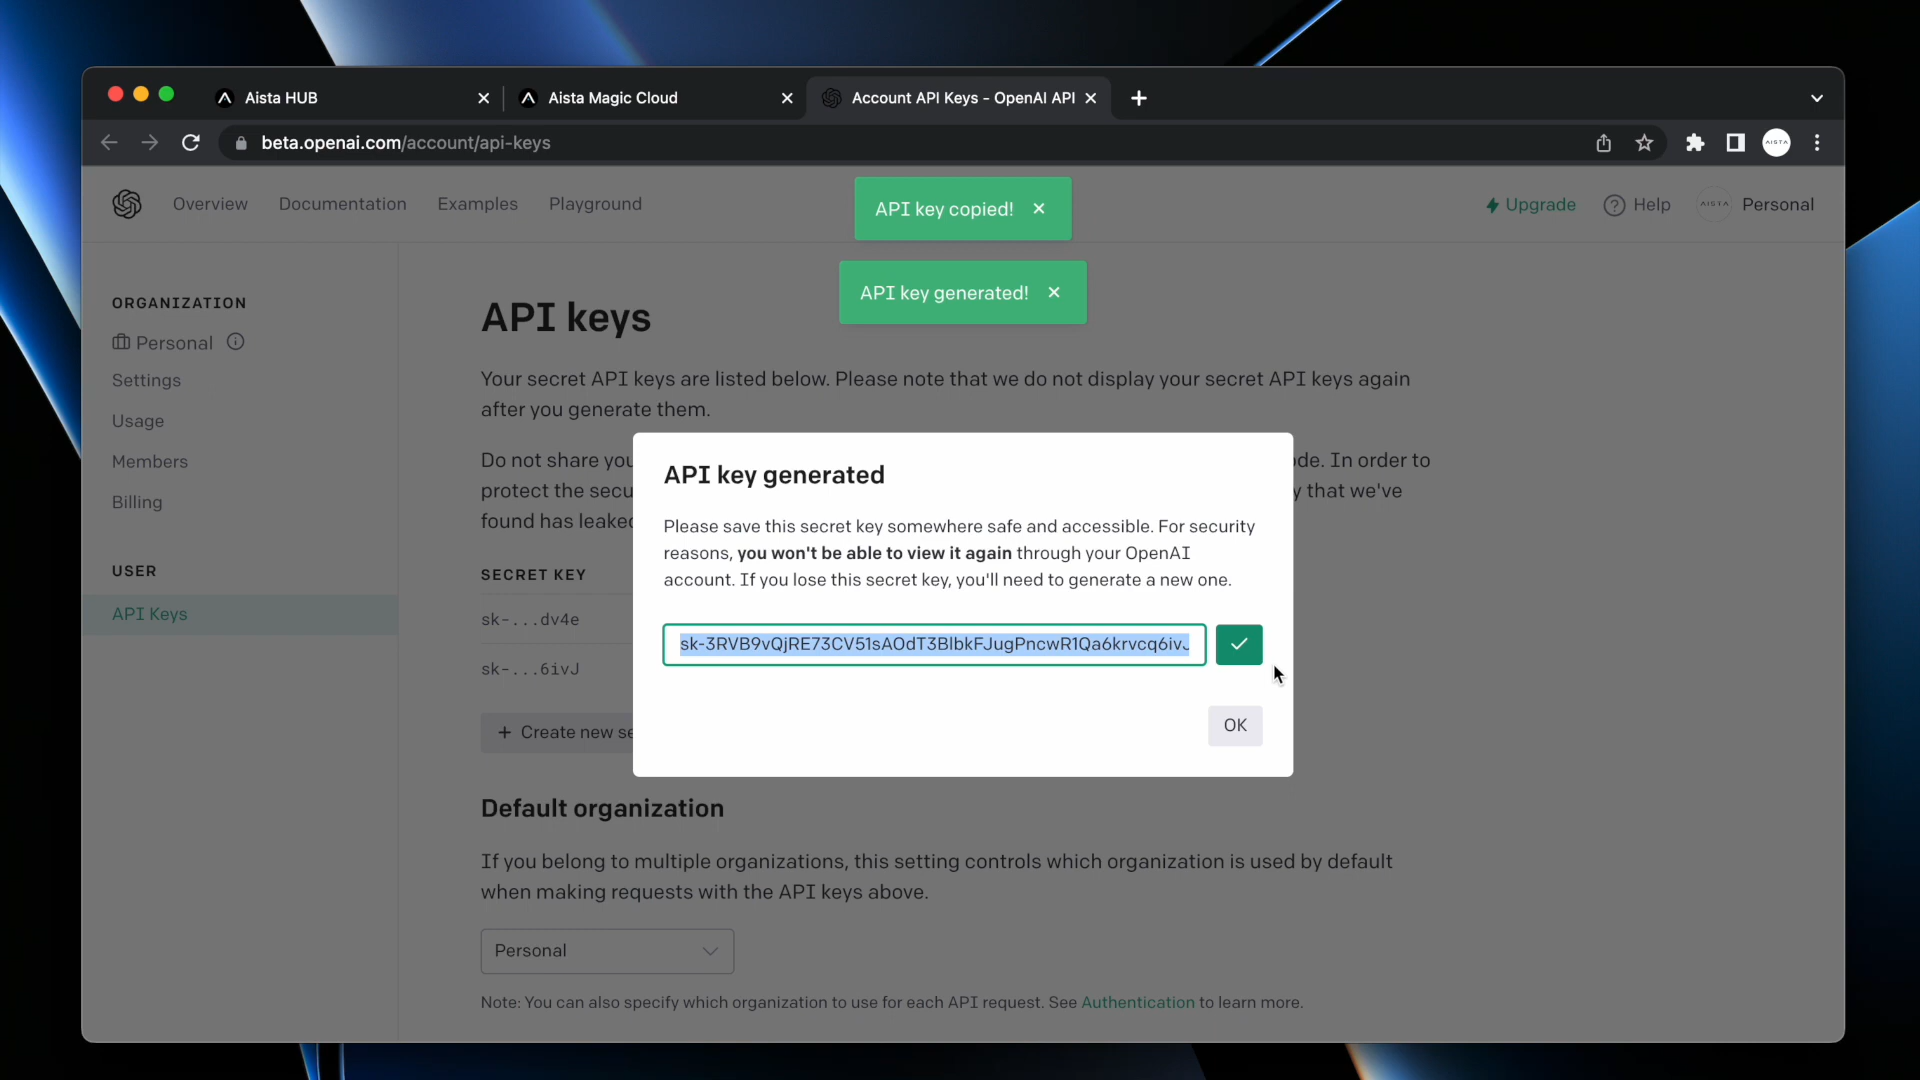 Aista HUB
Aista Magic Cloud
Account API Keys - OpenAI API
beta.openai.com/account/api-keys
AISTA
Overview Documentation Examples Playground
API key copied!
Upgrade Help AISTA Personal
API key generated!
ORGANIZATION
Personal
Settings
Usage
Members
Billing
USER
API Keys
API keys
Your secret API keys are listed below. Please note that we do not display your secret API keys again
after you generate them.
Do not share you de. In order to
protect the secu y that we've
found has leaked
SECRET KEY
sk-...dv4e
sk-...6ivJ
+ Create new se
API key generated
Please save this secret key somewhere safe and accessible. For security
reasons, you won't be able to view it again through your OpenAI
account. If you lose this secret key, you'll need to generate a new one.
OK
Default organization
If you belong to multiple organizations, this setting controls which organization is used by default
when making requests with the API keys above.
Personal
Note: You can also specify which organization to use for each API request. See Authentication to learn more.